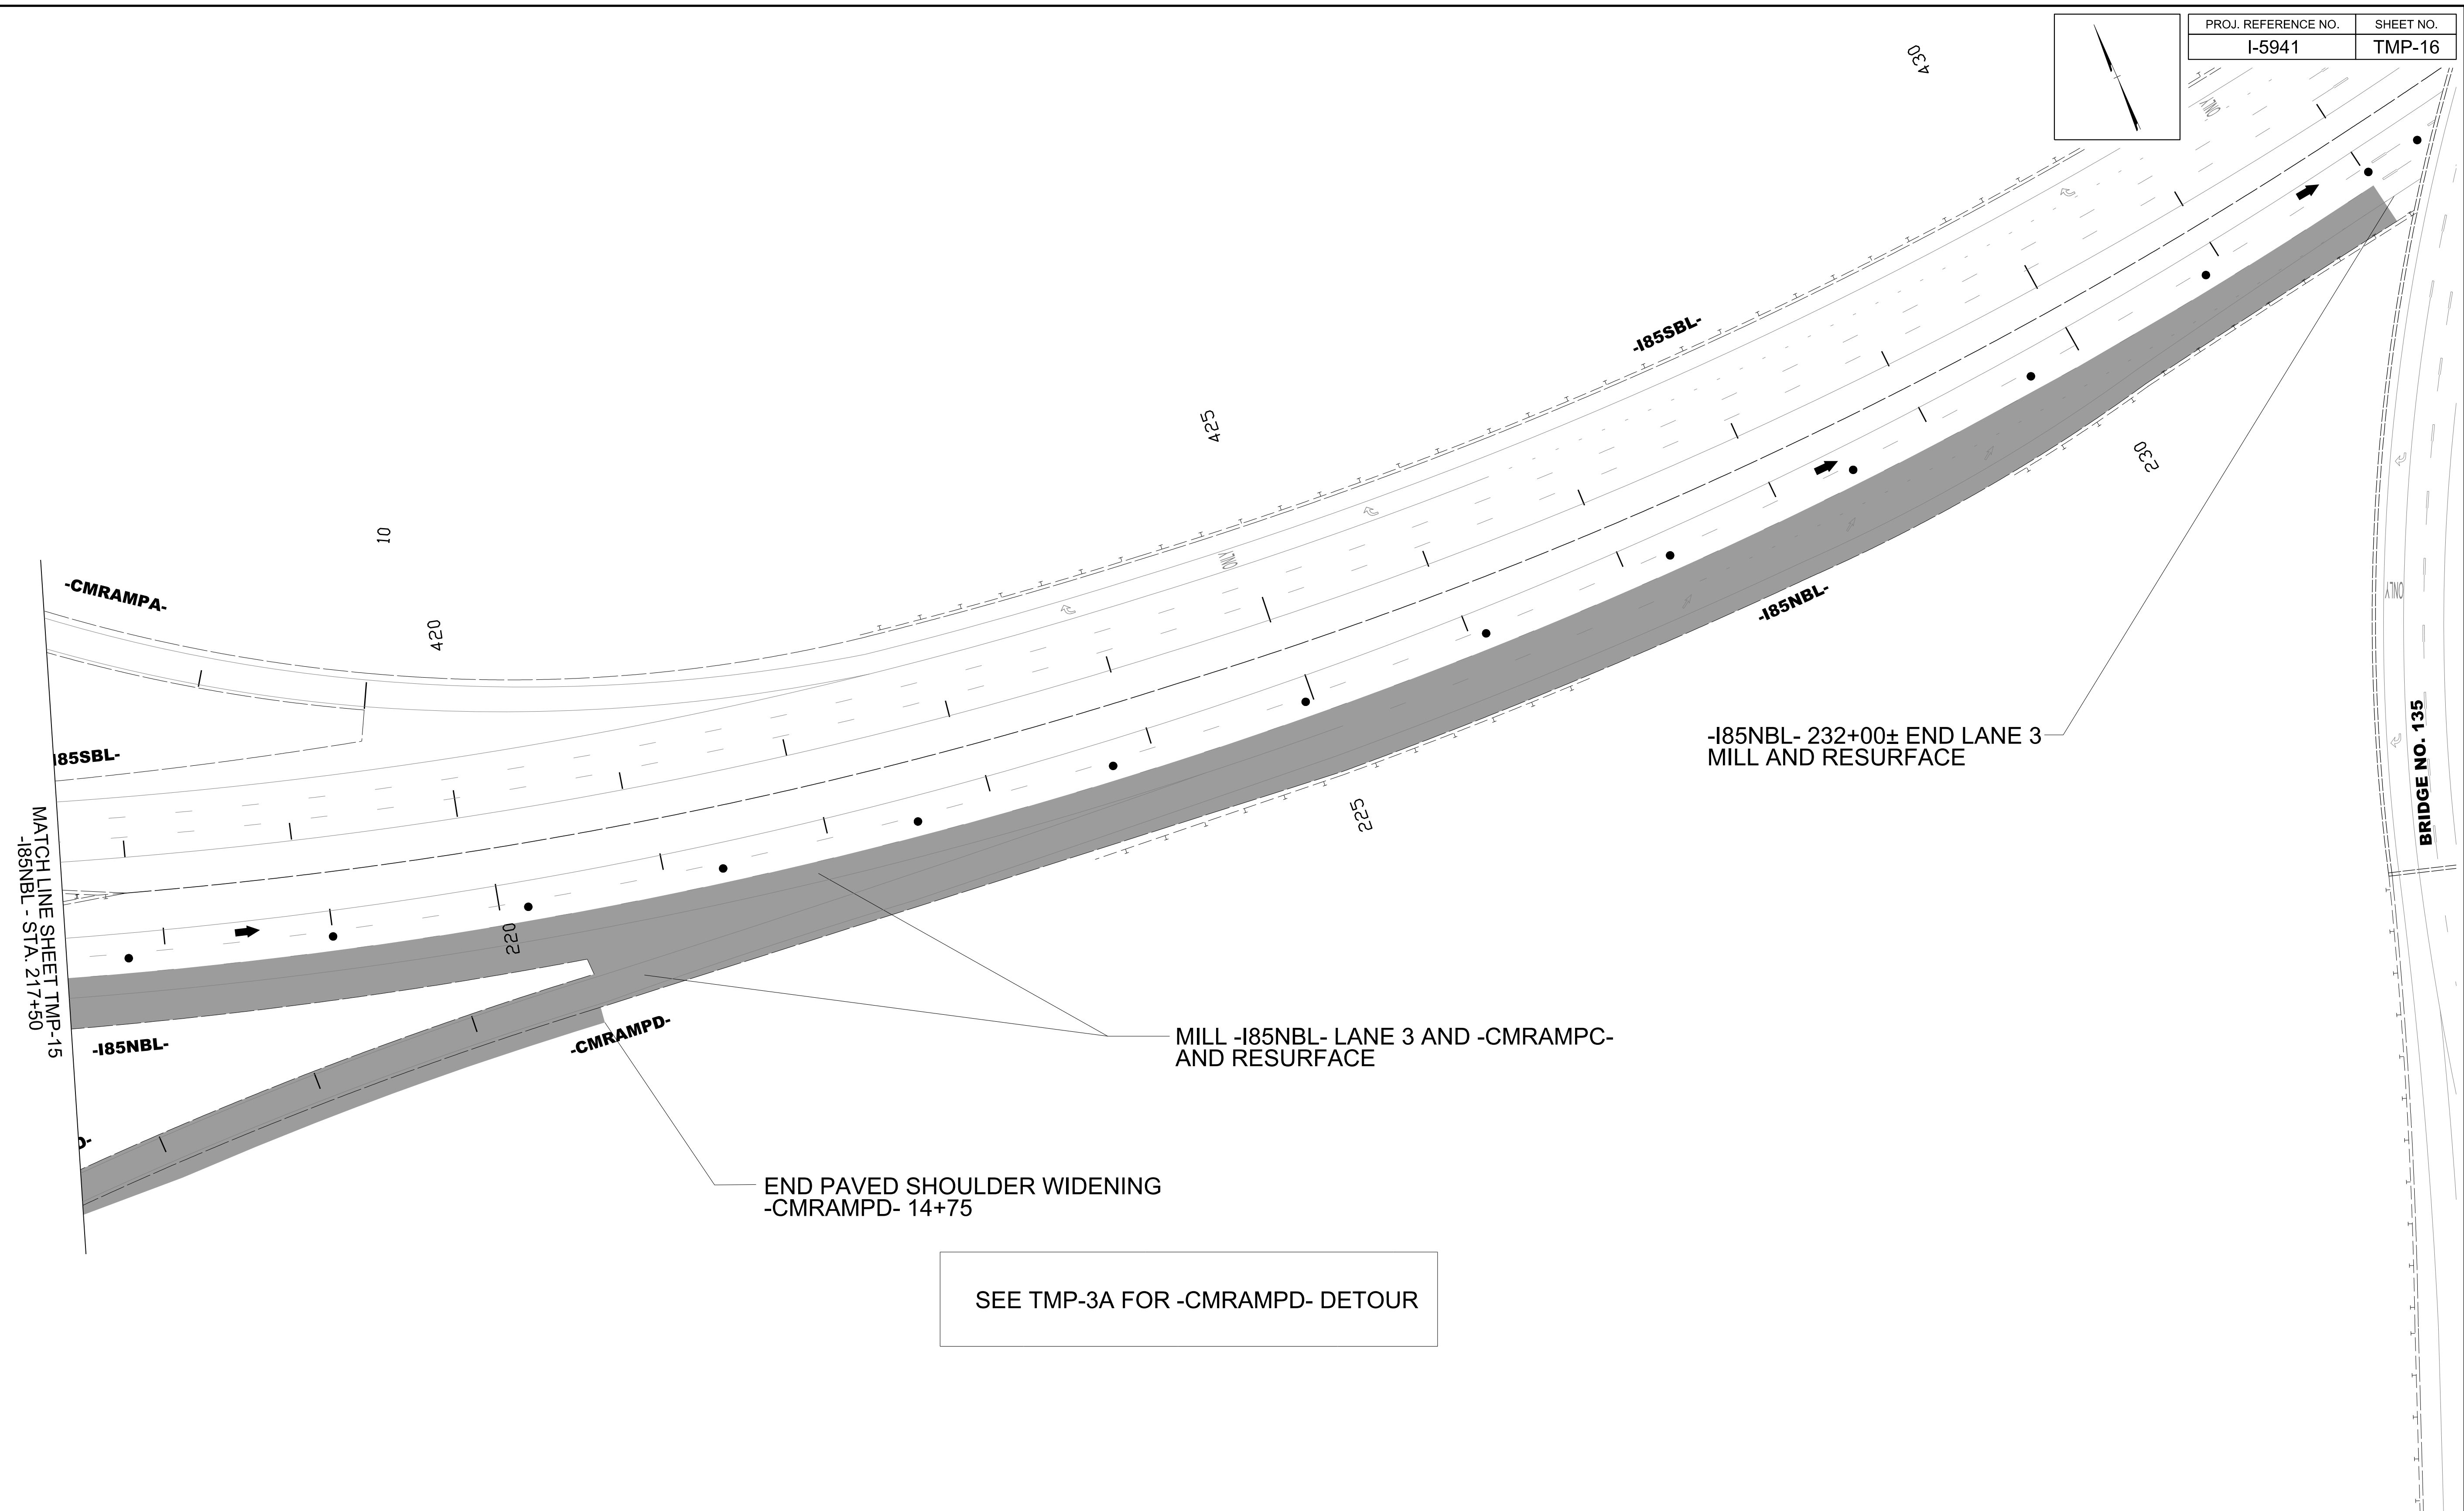 PROJ. REFERENCE NO.
SHEET NO.
I-5941
TMP-16
430
ONLY
-I85SBL-
425
10
ONLY
-CMRAMPA-
420
230
-I85NBL-
ONLY
I85SBL-
-I85NBL- 232+00± END LANE 3
MILL AND RESURFACE
BRIDGE NO. 135
225
MATCH LINE SHEET TMP-15
-I85NBL - STA. 217+50
220
-I85NBL-
-CMRAMPD-
MILL -I85NBL- LANE 3 AND -CMRAMPC-
AND RESURFACE
D-
END PAVED SHOULDER WIDENING
-CMRAMPD- 14+75
SEE TMP-3A FOR -CMRAMPD- DETOUR